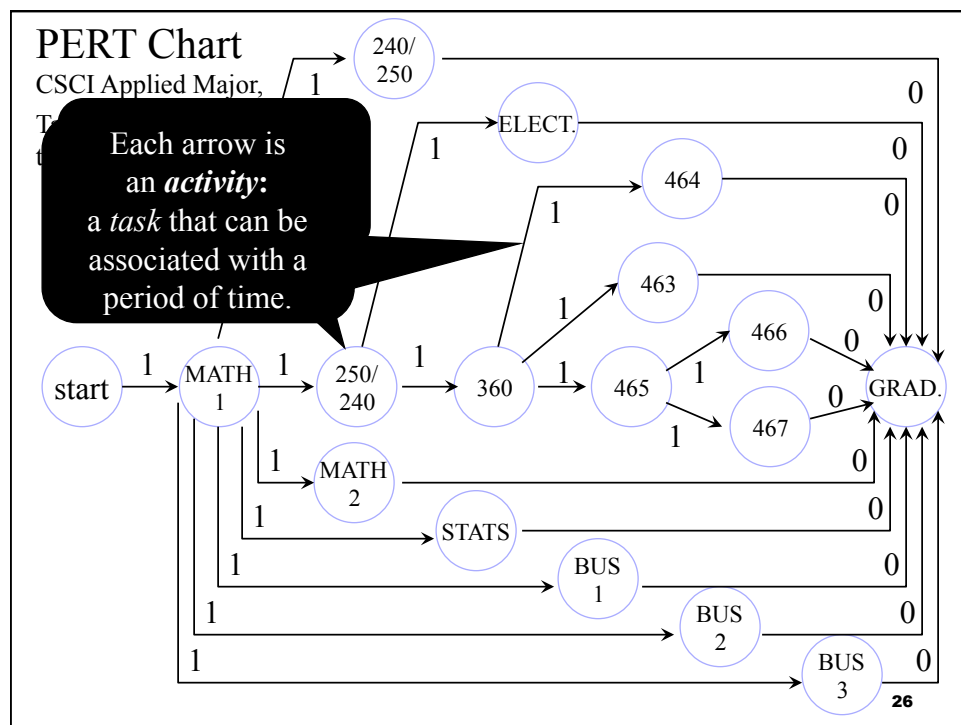 PERT Chart
CSCI Applied Major,
Each arrow is
an activity:
a task that can be
associated with a
period of time.
240/
250
1
0
ELECT.
1
0
464
1
0
463
1
0
466
1
0
start
1
MATH
1
1
250/
240
1
360
1
465
GRAD.
1
467
0
1
MATH
2
0
1
STATS
0
1
BUS
1
0
1
BUS
2
0
1
BUS
3
0
26